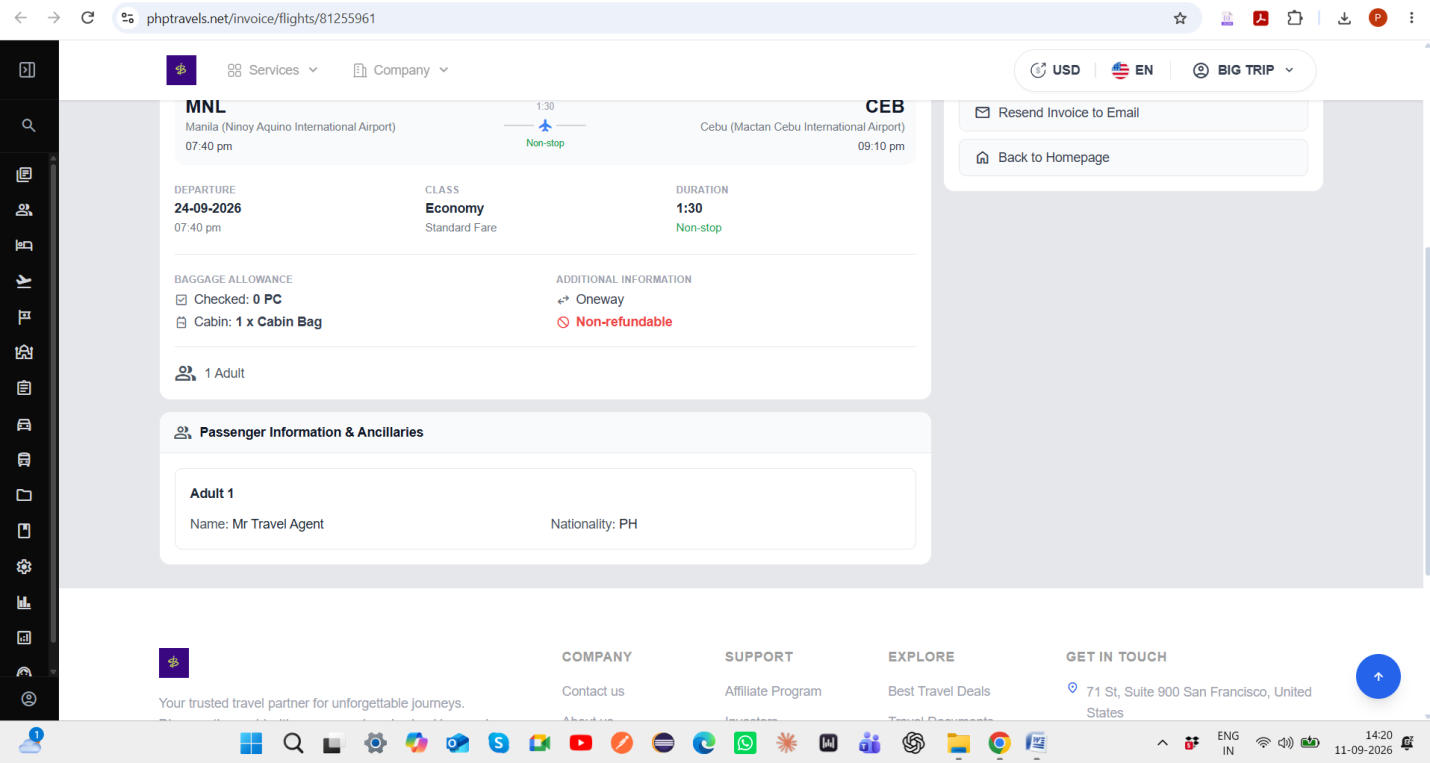 phptravels.net/invoice/flights/81255961
P
Services
Company
USD
EN
BIG TRIP
MNL
1:30
CEB
Manila (Ninoy Aquino International Airport)
Cebu (Mactan Cebu International Airport)
07:40 pm
Non-stop
09:10 pm
Resend Invoice to Email
Back to Homepage
DEPARTURE
CLASS
DURATION
24-09-2026
Economy
1:30
07:40 pm
Standard Fare
Non-stop
BAGGAGE ALLOWANCE
ADDITIONAL INFORMATION
Checked: 0 PC
Oneway
Cabin: 1 x Cabin Bag
Non-refundable
1 Adult
Passenger Information & Ancillaries
Adult 1
Name: Mr Travel Agent
Nationality: PH
COMPANY
SUPPORT
EXPLORE
GET IN TOUCH
Contact us
Affiliate Program
Best Travel Deals
71 St, Suite 900 San Francisco, United
States
Your trusted travel partner for unforgettable journeys.
About us
Investors
Travel Documents
1
ENG
IN
14:20
11-09-2026